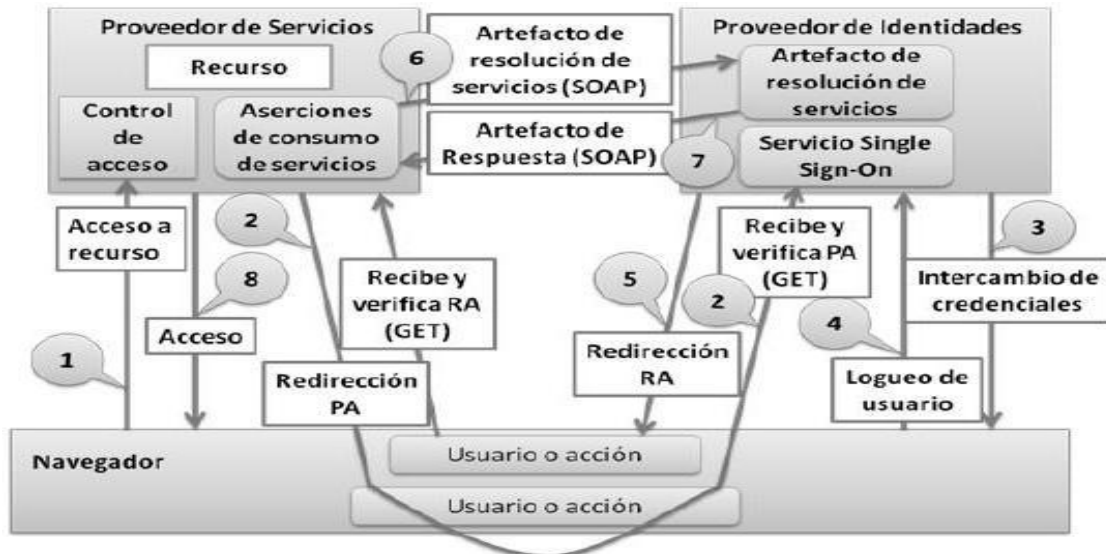 Proveedor de Servicios
Recurso
Control
de
acceso
Aserciones
de consumo
de servicios
6
Artefacto de
resolución de
servicios (SOAP)
Artefacto de
Respuesta (SOAP)
Proveedor de Identidades
Artefacto de
resolución de
servicios
7
Servicio Single
Sign-On
Acceso a
recurso
2
8
Recibe y
verifica RA
(GET)
5
Recibe y
verifica PA
(GET)
2
3
Intercambio de
credenciales
1
Acceso
Redirección
PA
Redirección
RA
4
Logueo de
usuario
Navegador
Usuario o acción
Usuario o acción